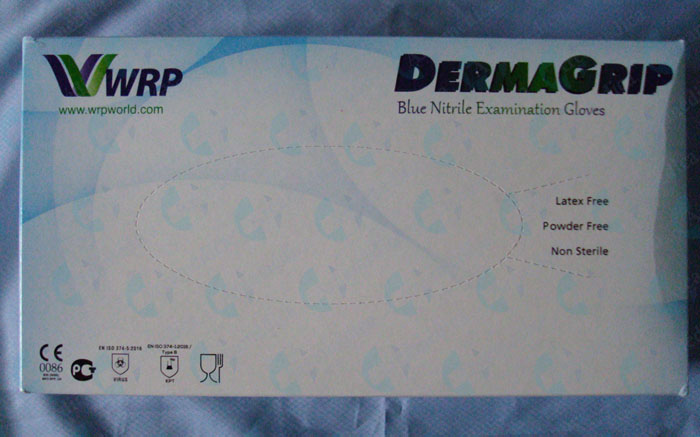 WRP
www.wrpworld.com
DERMAGRIP
Blue Nitrile Examination Gloves
Latex Free
Powder Free
Non Sterile
CE
0086
EN ISO 374-5:2016
VIRUS
Type B
KPT